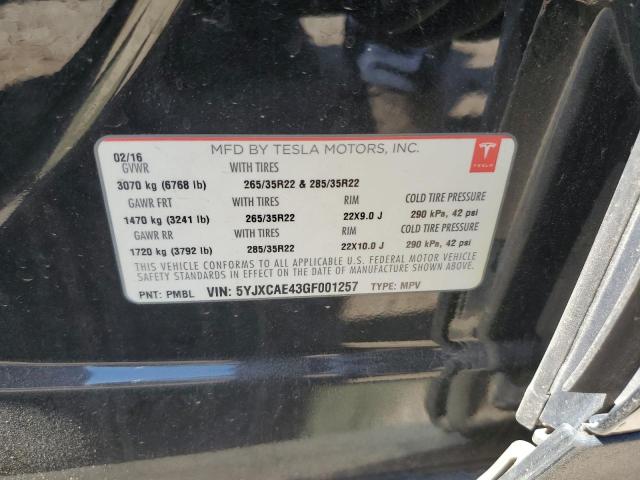 MFD BY TESLA MOTORS, INC.
TESLA
02/16
GVWR WITH TIRES
3070 kg (6768 lb) 265/35R22 & 285/35R22
GAWR FRT WITH TIRES RIM COLD TIRE PRESSURE
1470 kg (3241 lb) 265/35R22 22X9.0 J 290 kPa, 42 psi
GAWR RR WITH TIRES RIM COLD TIRE PRESSURE
1720 kg (3792 lb) 285/35R22 22X10.0 J 290 kPa, 42 psi
THIS VEHICLE CONFORMS TO ALL APPLICABLE U.S. FEDERAL MOTOR VEHICLE
SAFETY STANDARDS IN EFFECT ON THE DATE OF MANUFACTURE SHOWN ABOVE.
PNT: PMBL VIN: 5YJXCAE43GF001257 TYPE: MPV